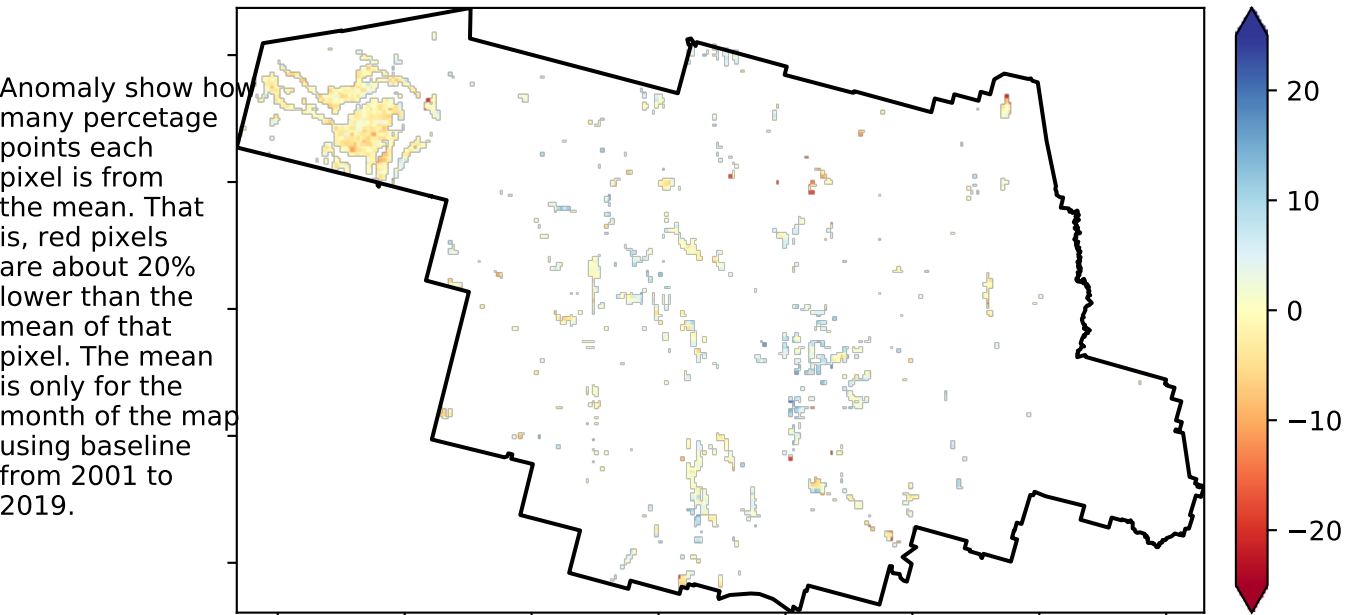 Anomaly show how
many percetage
points each
pixel is from
the mean. That
is, red pixels
are about 20%
lower than the
mean of that
pixel. The mean
is only for the
month of the map
using baseline
from 2001 to
2019.
20
10
0
−10
−20